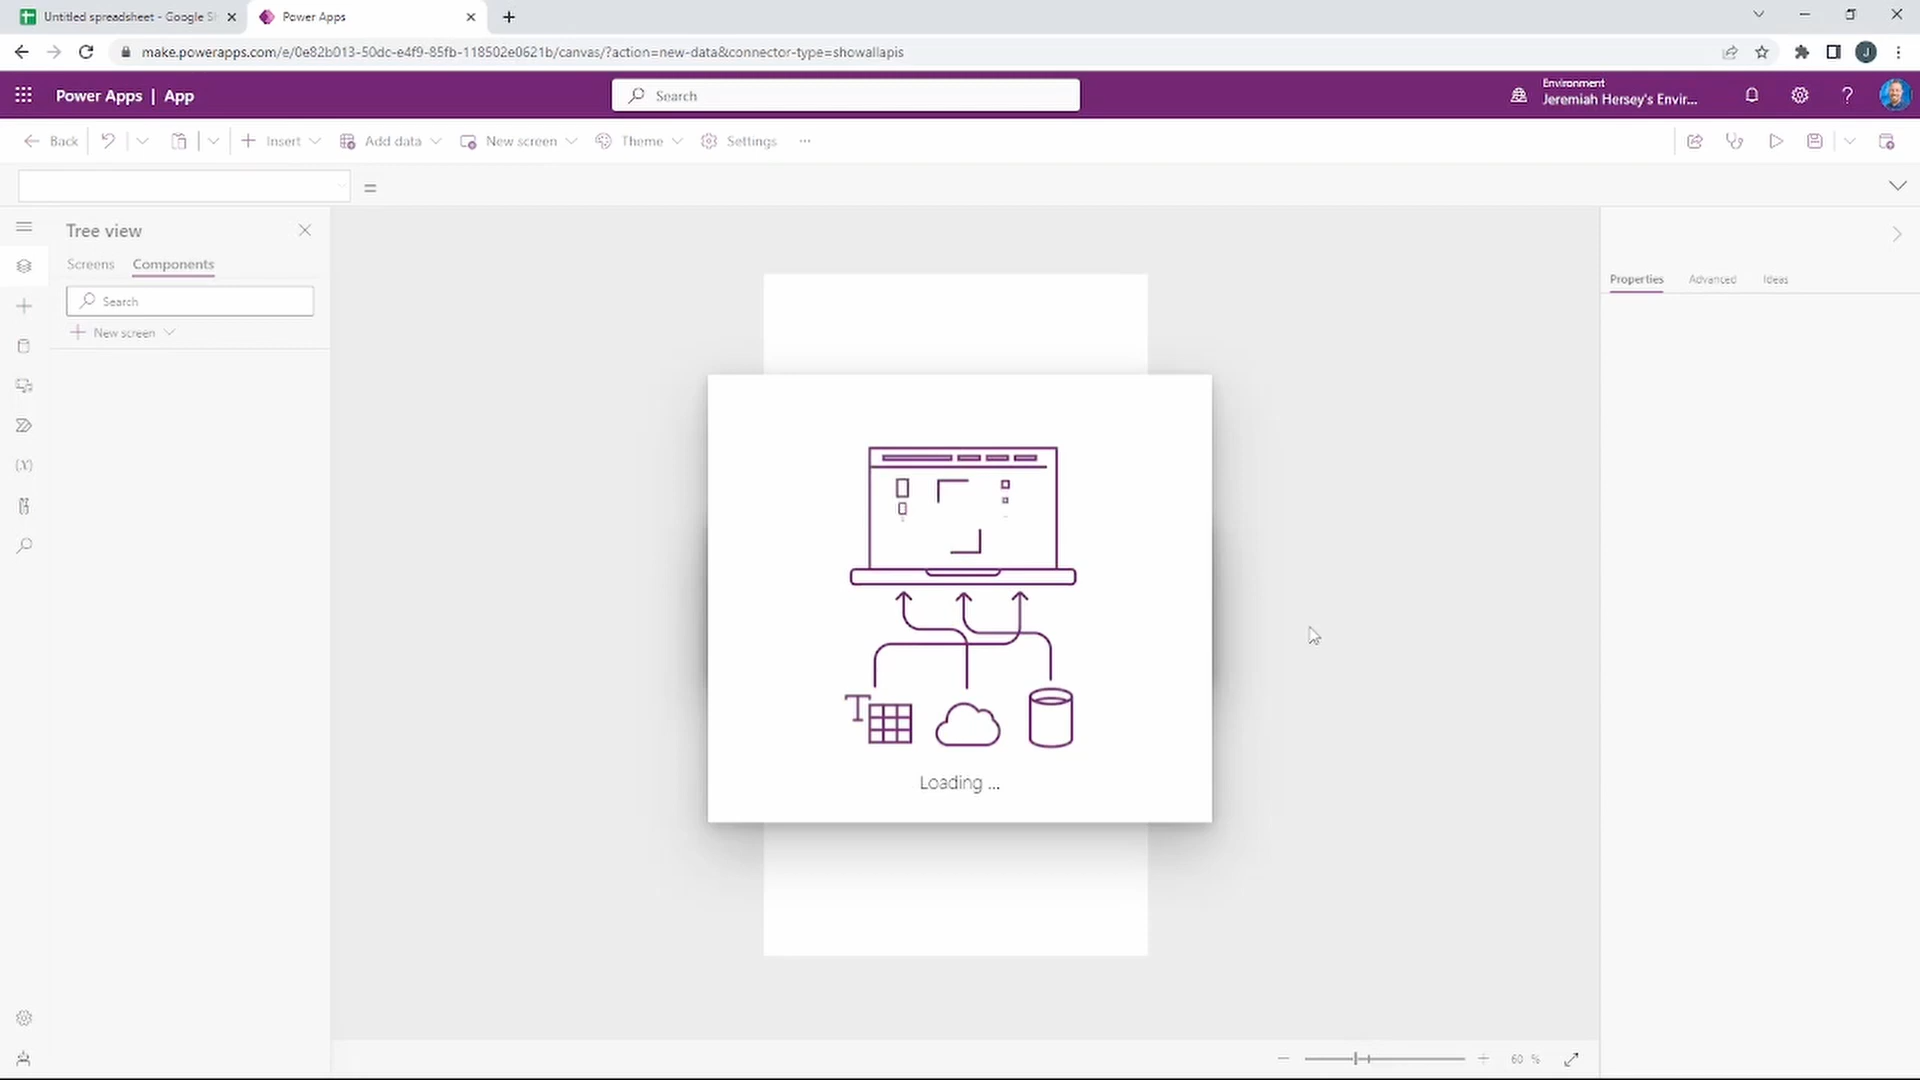 Untitled spreadsheet - Google S
Power Apps
make.powerapps.com/e/0e82b013-50dc-e4f9-85fb-118502e0621b/canvas/?action=new-data&connector-type=showallapis
J
Power Apps | App
Search
Environment
Jeremiah Hersey's Envir...
Back
Insert
Add data
New screen
Theme
Settings
=
Tree view
Screens
Components
Search
New screen
Properties
Advanced
Ideas
Loading ...
60 %